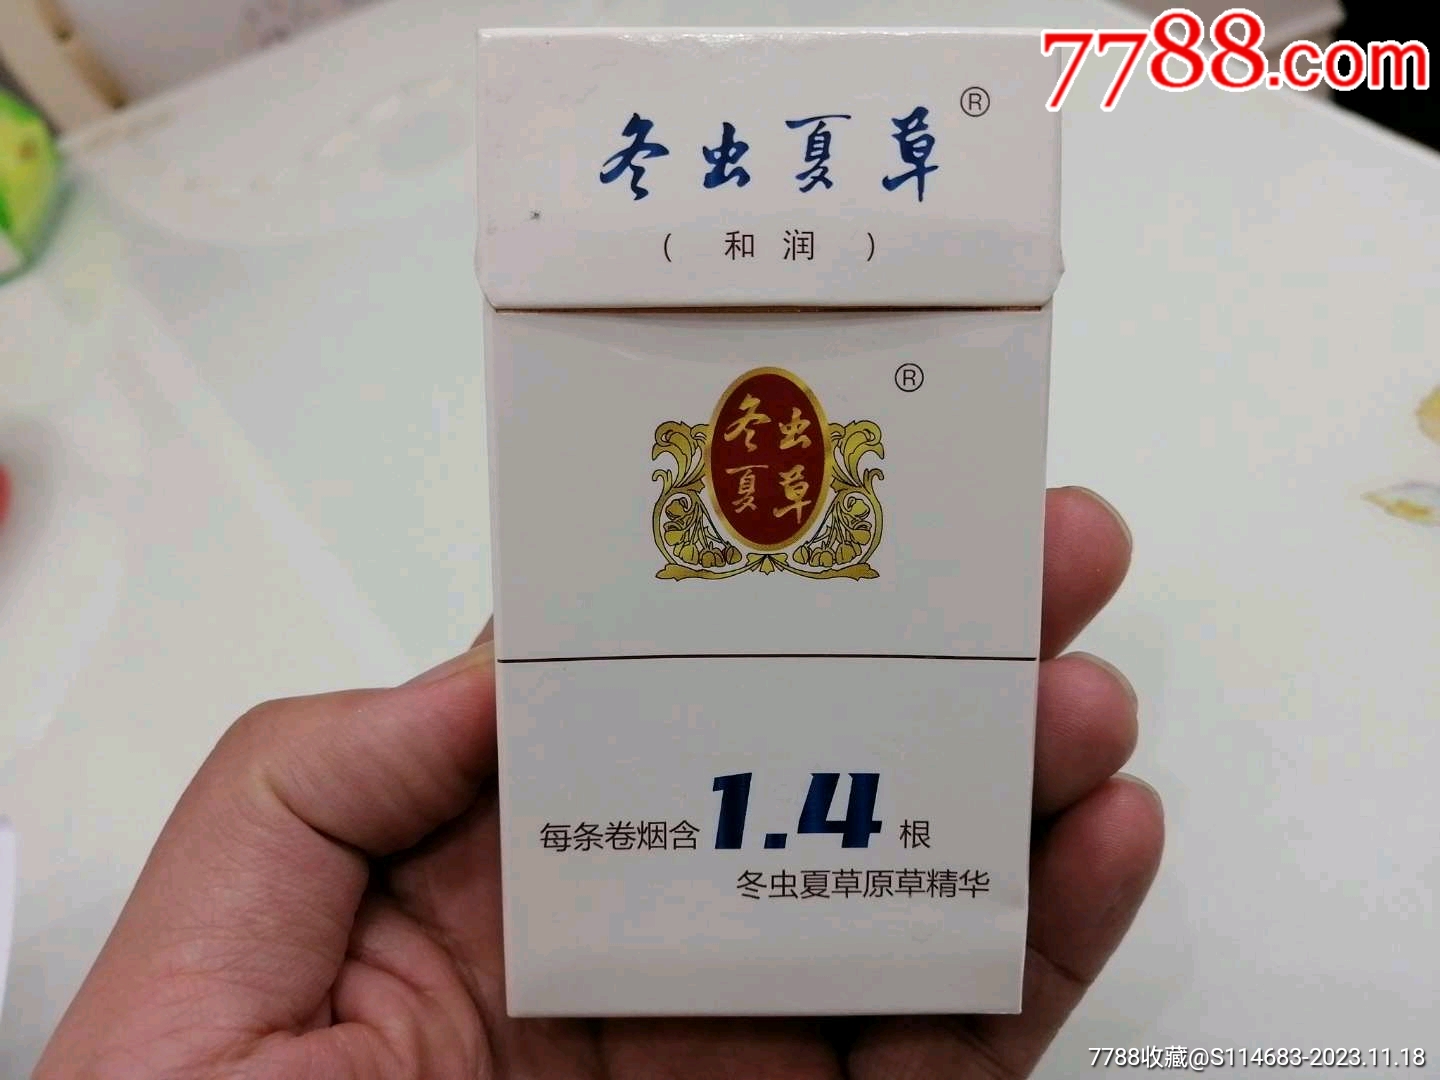 7788.com
冬虫夏草®
( 和润 )
®
冬虫
夏草
每条卷烟含1.4根
冬虫夏草原草精华
7788收藏@S114683-2023.11.18